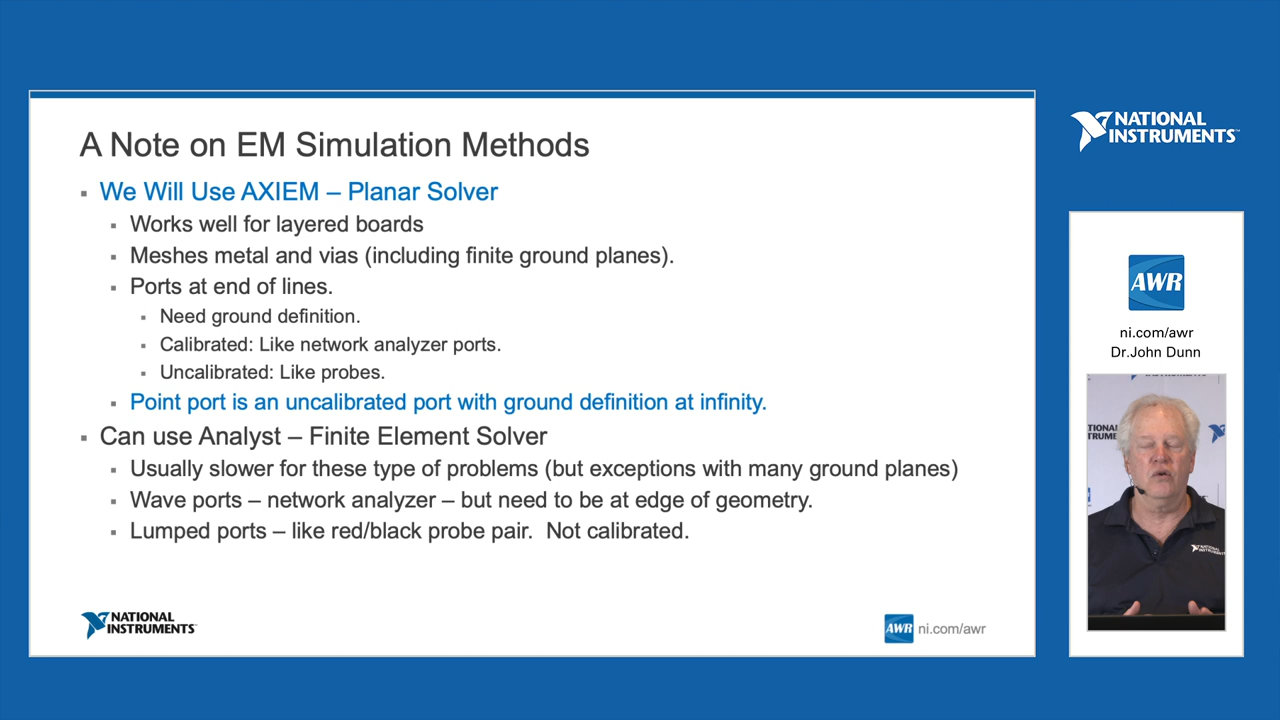 A Note on EM Simulation Methods
We Will Use AXIEM – Planar Solver
Works well for layered boards
Meshes metal and vias (including finite ground planes).
Ports at end of lines.
Need ground definition.
Calibrated: Like network analyzer ports.
Uncalibrated: Like probes.
Point port is an uncalibrated port with ground definition at infinity.
Can use Analyst – Finite Element Solver
Usually slower for these type of problems (but exceptions with many ground planes)
Wave ports – network analyzer – but need to be at edge of geometry.
Lumped ports – like red/black probe pair.  Not calibrated.
NATIONAL
INSTRUMENTS
AWR ni.com/awr
NATIONAL
INSTRUMENTS
AWR
ni.com/awr
Dr.John Dunn
NATIONAL
INSTRUMENTS